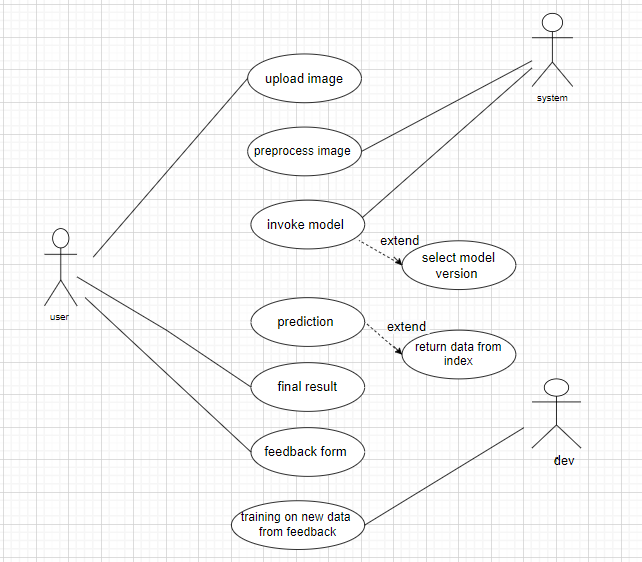 upload image
system
preprocess image
invoke model
extend
select model
version
user
prediction
extend
return data from
index
final result
feedback form
dev
training on new data
from feedback